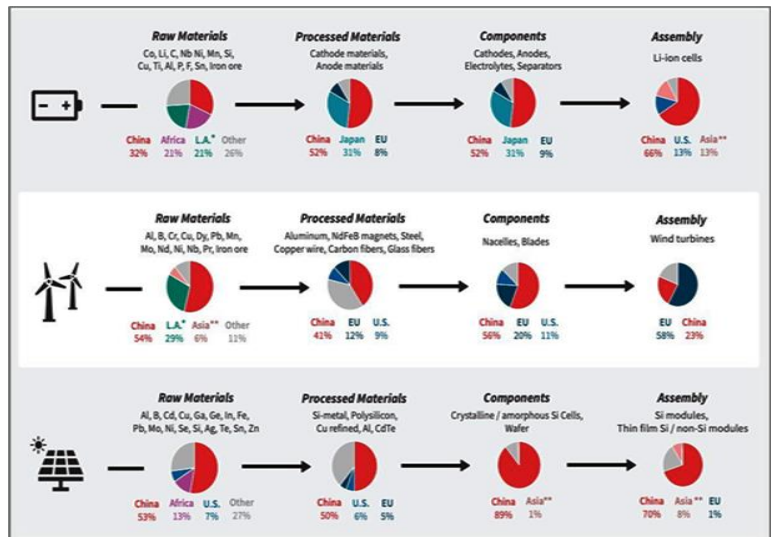 Raw Materials
Co, Li, C, Nb Ni, Mn, Si,
Cu, Ti, Al, P, F, Sn, Iron ore
China Africa L.A.* Other
32% 21% 21% 26%
Processed Materials
Cathode materials,
Anode materials
China Japan EU
52% 31% 8%
Components
Cathodes, Anodes,
Electrolytes, Separators
China Japan EU
52% 31% 9%
Assembly
Li-ion cells
China U.S. Asia**
66% 13% 13%
Raw Materials
Al, B, Cr, Cu, Dy, Pb, Mn,
Mo, Nd, Ni, Nb, Pr, Iron ore
China L.A.* Asia** Other
54% 29% 6% 11%
Processed Materials
Aluminum, NdFeB magnets, Steel,
Copper wire, Carbon fibers, Glass fibers
China EU U.S.
41% 12% 9%
Components
Nacelles, Blades
China EU U.S.
56% 20% 11%
Assembly
Wind turbines
EU China
58% 23%
Raw Materials
Al, B, Cd, Cu, Ga, Ge, In, Fe,
Pb, Mo, Ni, Se, Si, Ag, Te, Sn, Zn
China Africa U.S. Other
53% 13% 7% 27%
Processed Materials
Si-metal, Polysilicon,
Cu refined, Al, CdTe
China U.S. EU
50% 6% 5%
Components
Crystalline / amorphous Si Cells,
Wafer
China Asia**
89% 1%
Assembly
Si modules,
Thin film Si / non-Si modules
China Asia** EU
70% 8% 1%